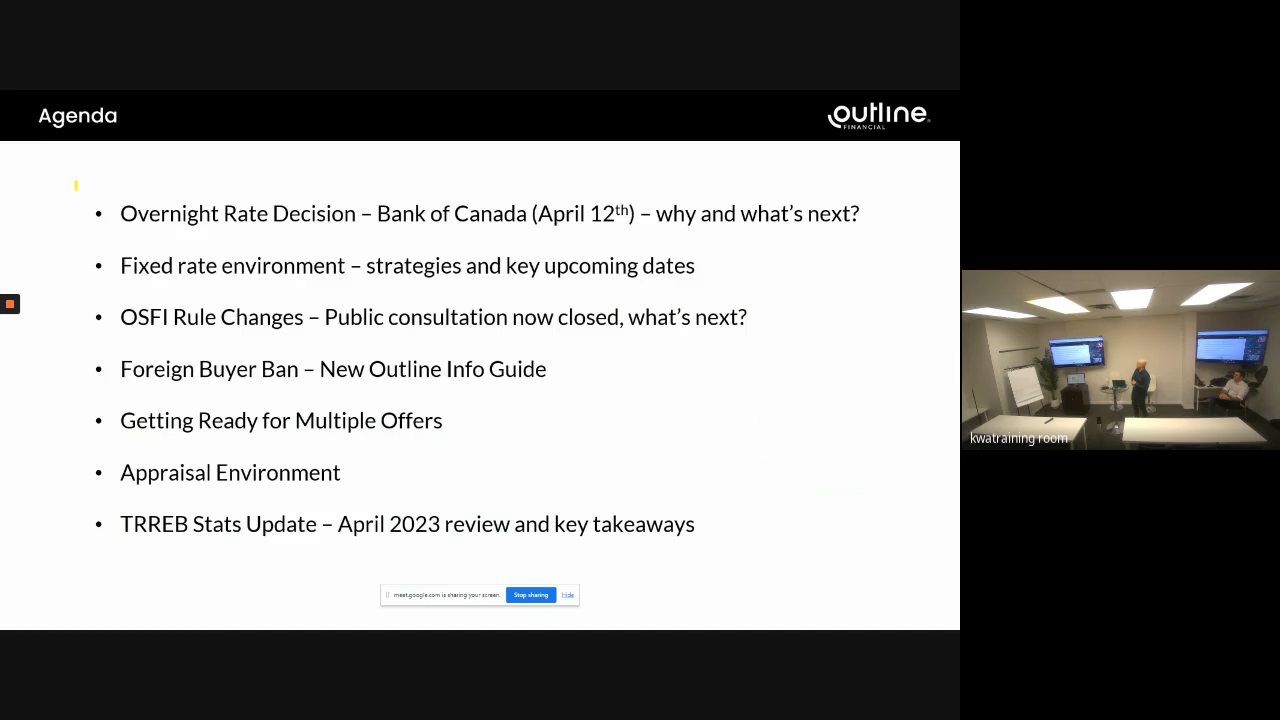 Agenda
outline
FINANCIAL
• Overnight Rate Decision – Bank of Canada (April 12th) – why and what's next?
• Fixed rate environment – strategies and key upcoming dates
• OSFI Rule Changes – Public consultation now closed, what's next?
• Foreign Buyer Ban – New Outline Info Guide
• Getting Ready for Multiple Offers
• Appraisal Environment
• TRREB Stats Update – April 2023 review and key takeaways
meet.google.com is sharing your screen.
Stop sharing
Hide
kwatraining room